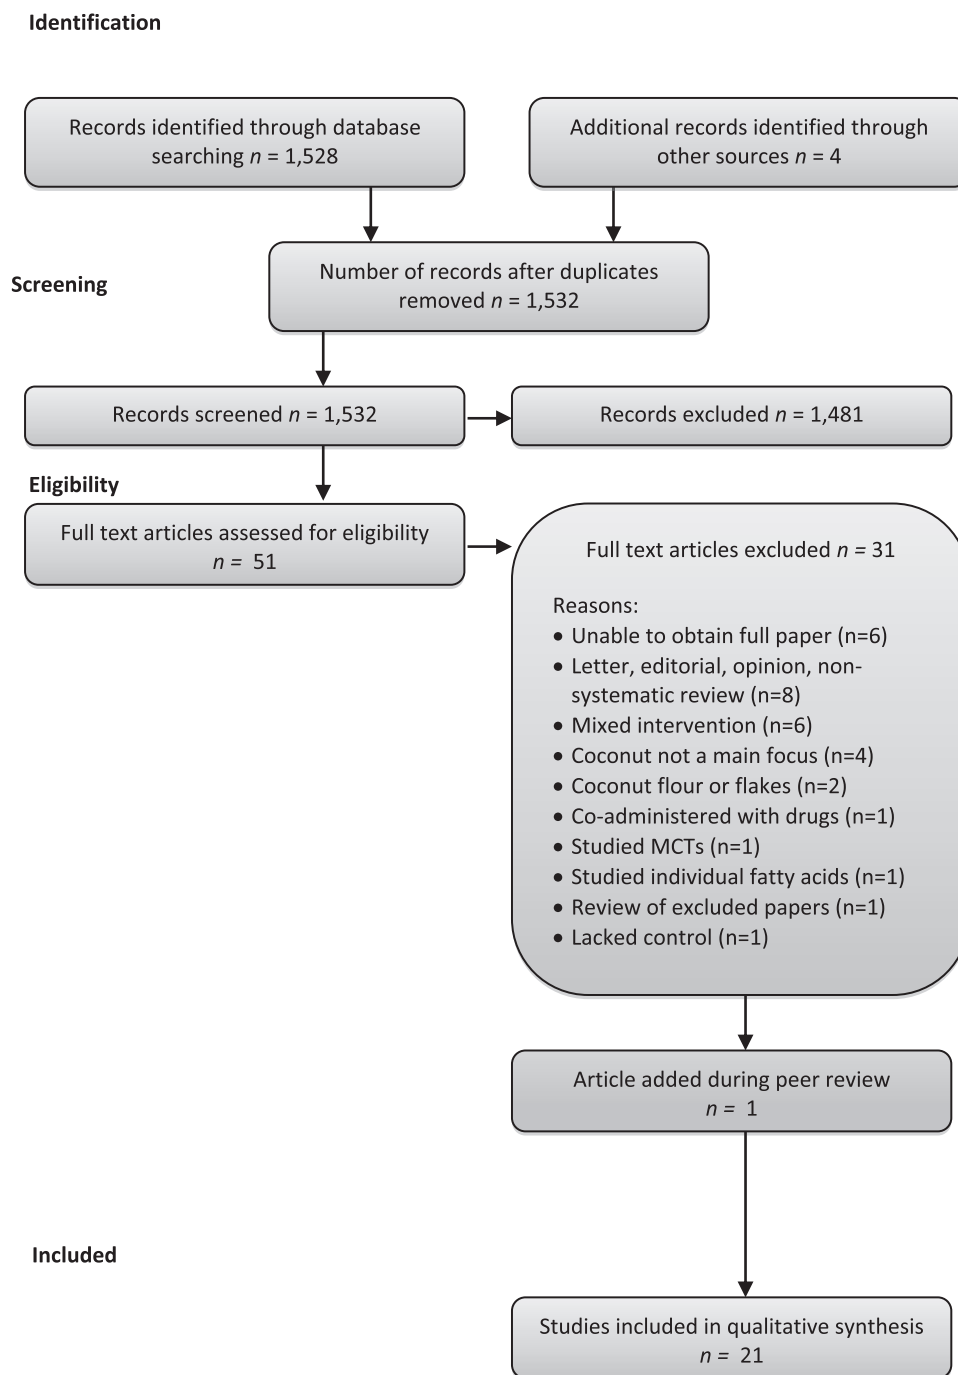 Identification
Records identified through database
searching n = 1,528
Additional records identified through
other sources n = 4
Number of records after duplicates
removed n = 1,532
Screening
Records screened n = 1,532
Records excluded n = 1,481
Eligibility
Full text articles assessed for eligibility
n = 51
Full text articles excluded n = 31
Reasons:
• Unable to obtain full paper (n=6)
• Letter, editorial, opinion, non-
systematic review (n=8)
• Mixed intervention (n=6)
• Coconut not a main focus (n=4)
• Coconut flour or flakes (n=2)
• Co-administered with drugs (n=1)
• Studied MCTs (n=1)
• Studied individual fatty acids (n=1)
• Review of excluded papers (n=1)
• Lacked control (n=1)
Article added during peer review
n = 1
Included
Studies included in qualitative synthesis
n = 21